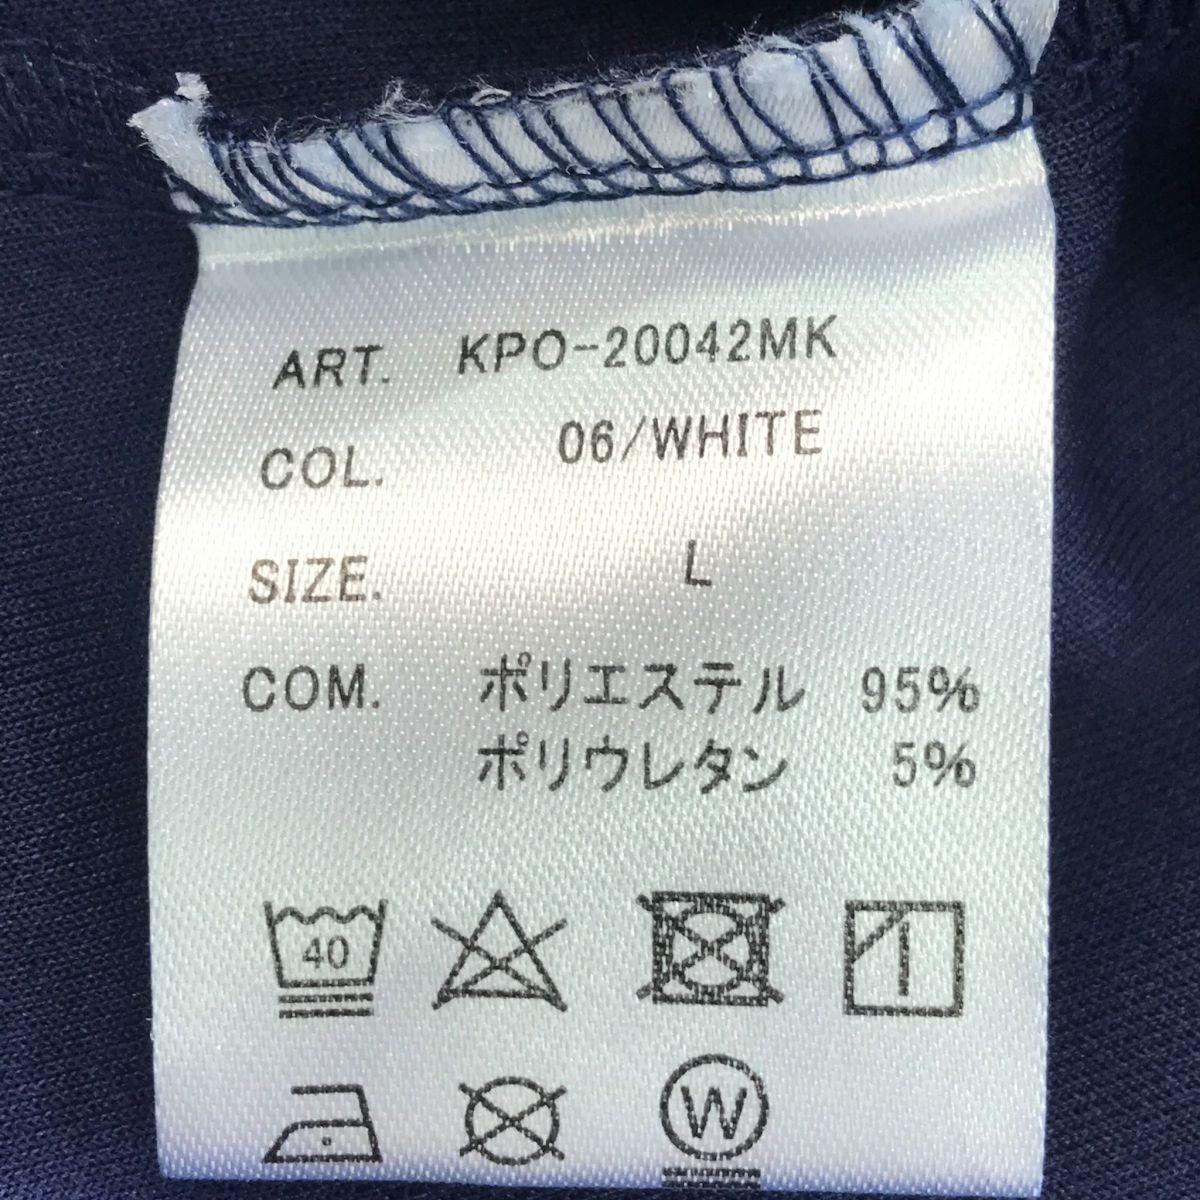 ART. KPO-20042MK
COL. 06/WHITE
SIZE. L
COM. ポリエステル 95%
ポリウレタン 5%
40
W